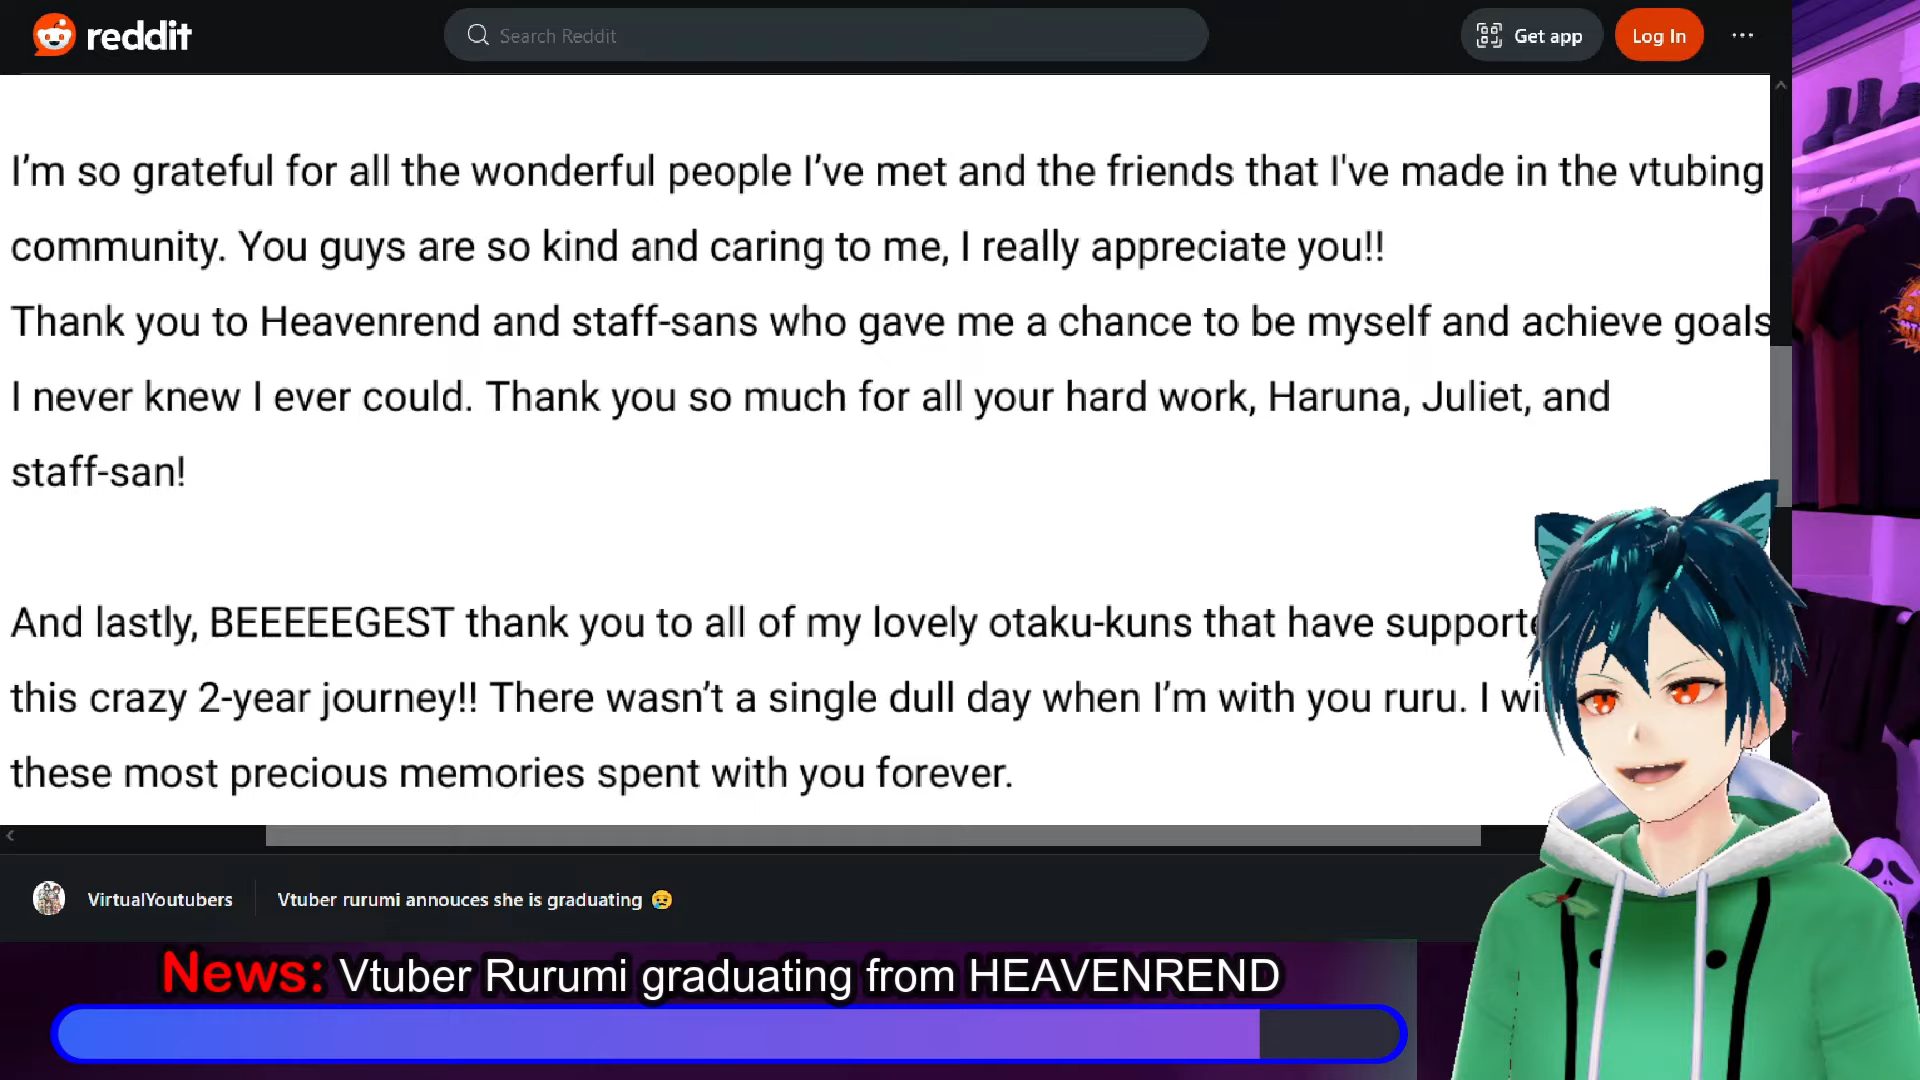 reddit
Search Reddit
Get app
Log In
I’m so grateful for all the wonderful people I’ve met and the friends that I've made in the vtubing
community. You guys are so kind and caring to me, I really appreciate you!!
Thank you to Heavenrend and staff-sans who gave me a chance to be myself and achieve goals
I never knew I ever could. Thank you so much for all your hard work, Haruna, Juliet, and
staff-san!
And lastly, BEEEEEGEST thank you to all of my lovely otaku-kuns that have
this crazy 2-year journey!! There wasn’t a single dull day when I’m with you ruru. I
these most precious memories spent with you forever.
VirtualYoutubers
Vtuber rurumi annouces she is graduating 😢
News: Vtuber Rurumi graduating from HEAVENREND